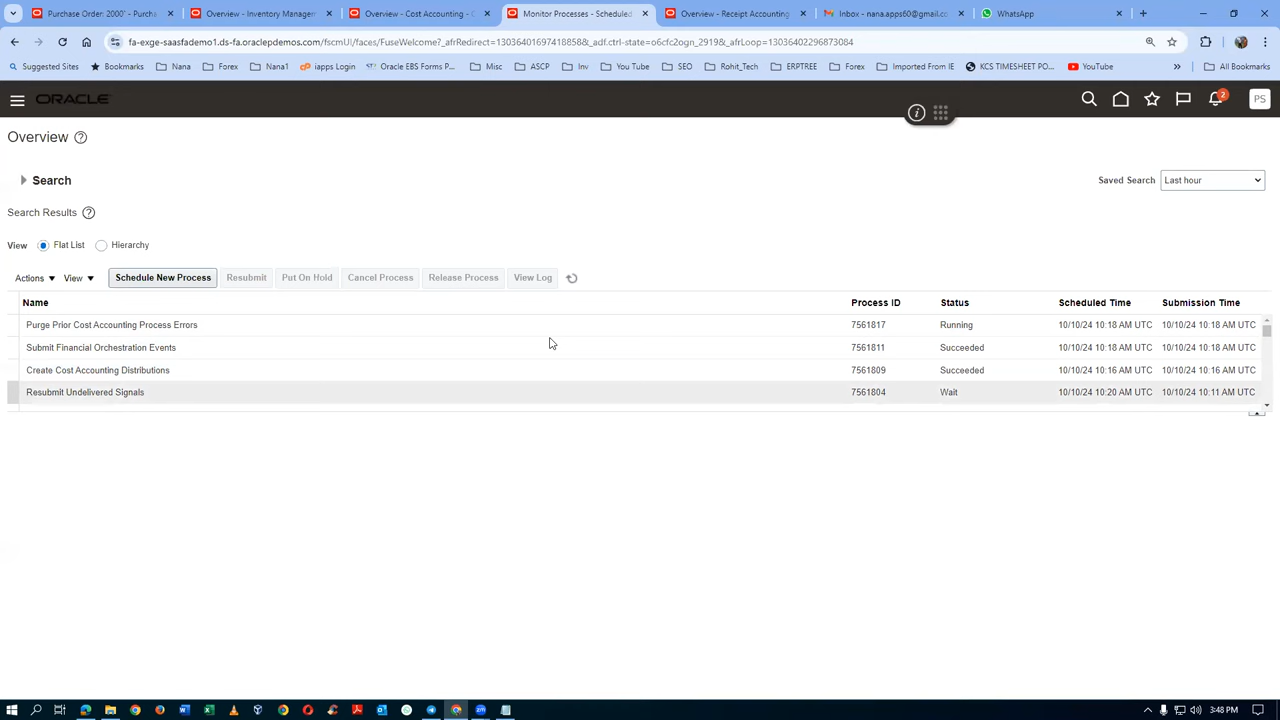 Purchase Order: 2000" - Purcha
Overview - Inventory Managem
Overview - Cost Accounting - C
Monitor Processes - Scheduled
Overview - Receipt Accounting
Inbox - nana.apps60@gmail.co
WhatsApp
fa-exge-saasfademo1.ds-fa.oraclepdemos.com/fscmUI/faces/FuseWelcome?_afrRedirect=13036401697418858&_adf.ctrl-state=o6cfc2ogn_2919&_afrLoop=13036402296873084
Suggested Sites Bookmarks Nana Forex Nana1 iapps Login Oracle EBS Forms P... Misc ASCP Inv You Tube SEO Rohit_Tech ERPTREE Forex Imported From IE KCS TIMESHEET PO... YouTube » All Bookmarks
ORACLE 2 PS
Overview
Search Saved Search Last hour
Search Results
View Flat List Hierarchy
Actions View Schedule New Process Resubmit Put On Hold Cancel Process Release Process View Log
Name Process ID Status Scheduled Time Submission Time
Purge Prior Cost Accounting Process Errors 7561817 Running 10/10/24 10:18 AM UTC 10/10/24 10:18 AM UTC
Submit Financial Orchestration Events 7561811 Succeeded 10/10/24 10:18 AM UTC 10/10/24 10:18 AM UTC
Create Cost Accounting Distributions 7561809 Succeeded 10/10/24 10:16 AM UTC 10/10/24 10:16 AM UTC
Resubmit Undelivered Signals 7561804 Wait 10/10/24 10:20 AM UTC 10/10/24 10:11 AM UTC
3:48 PM